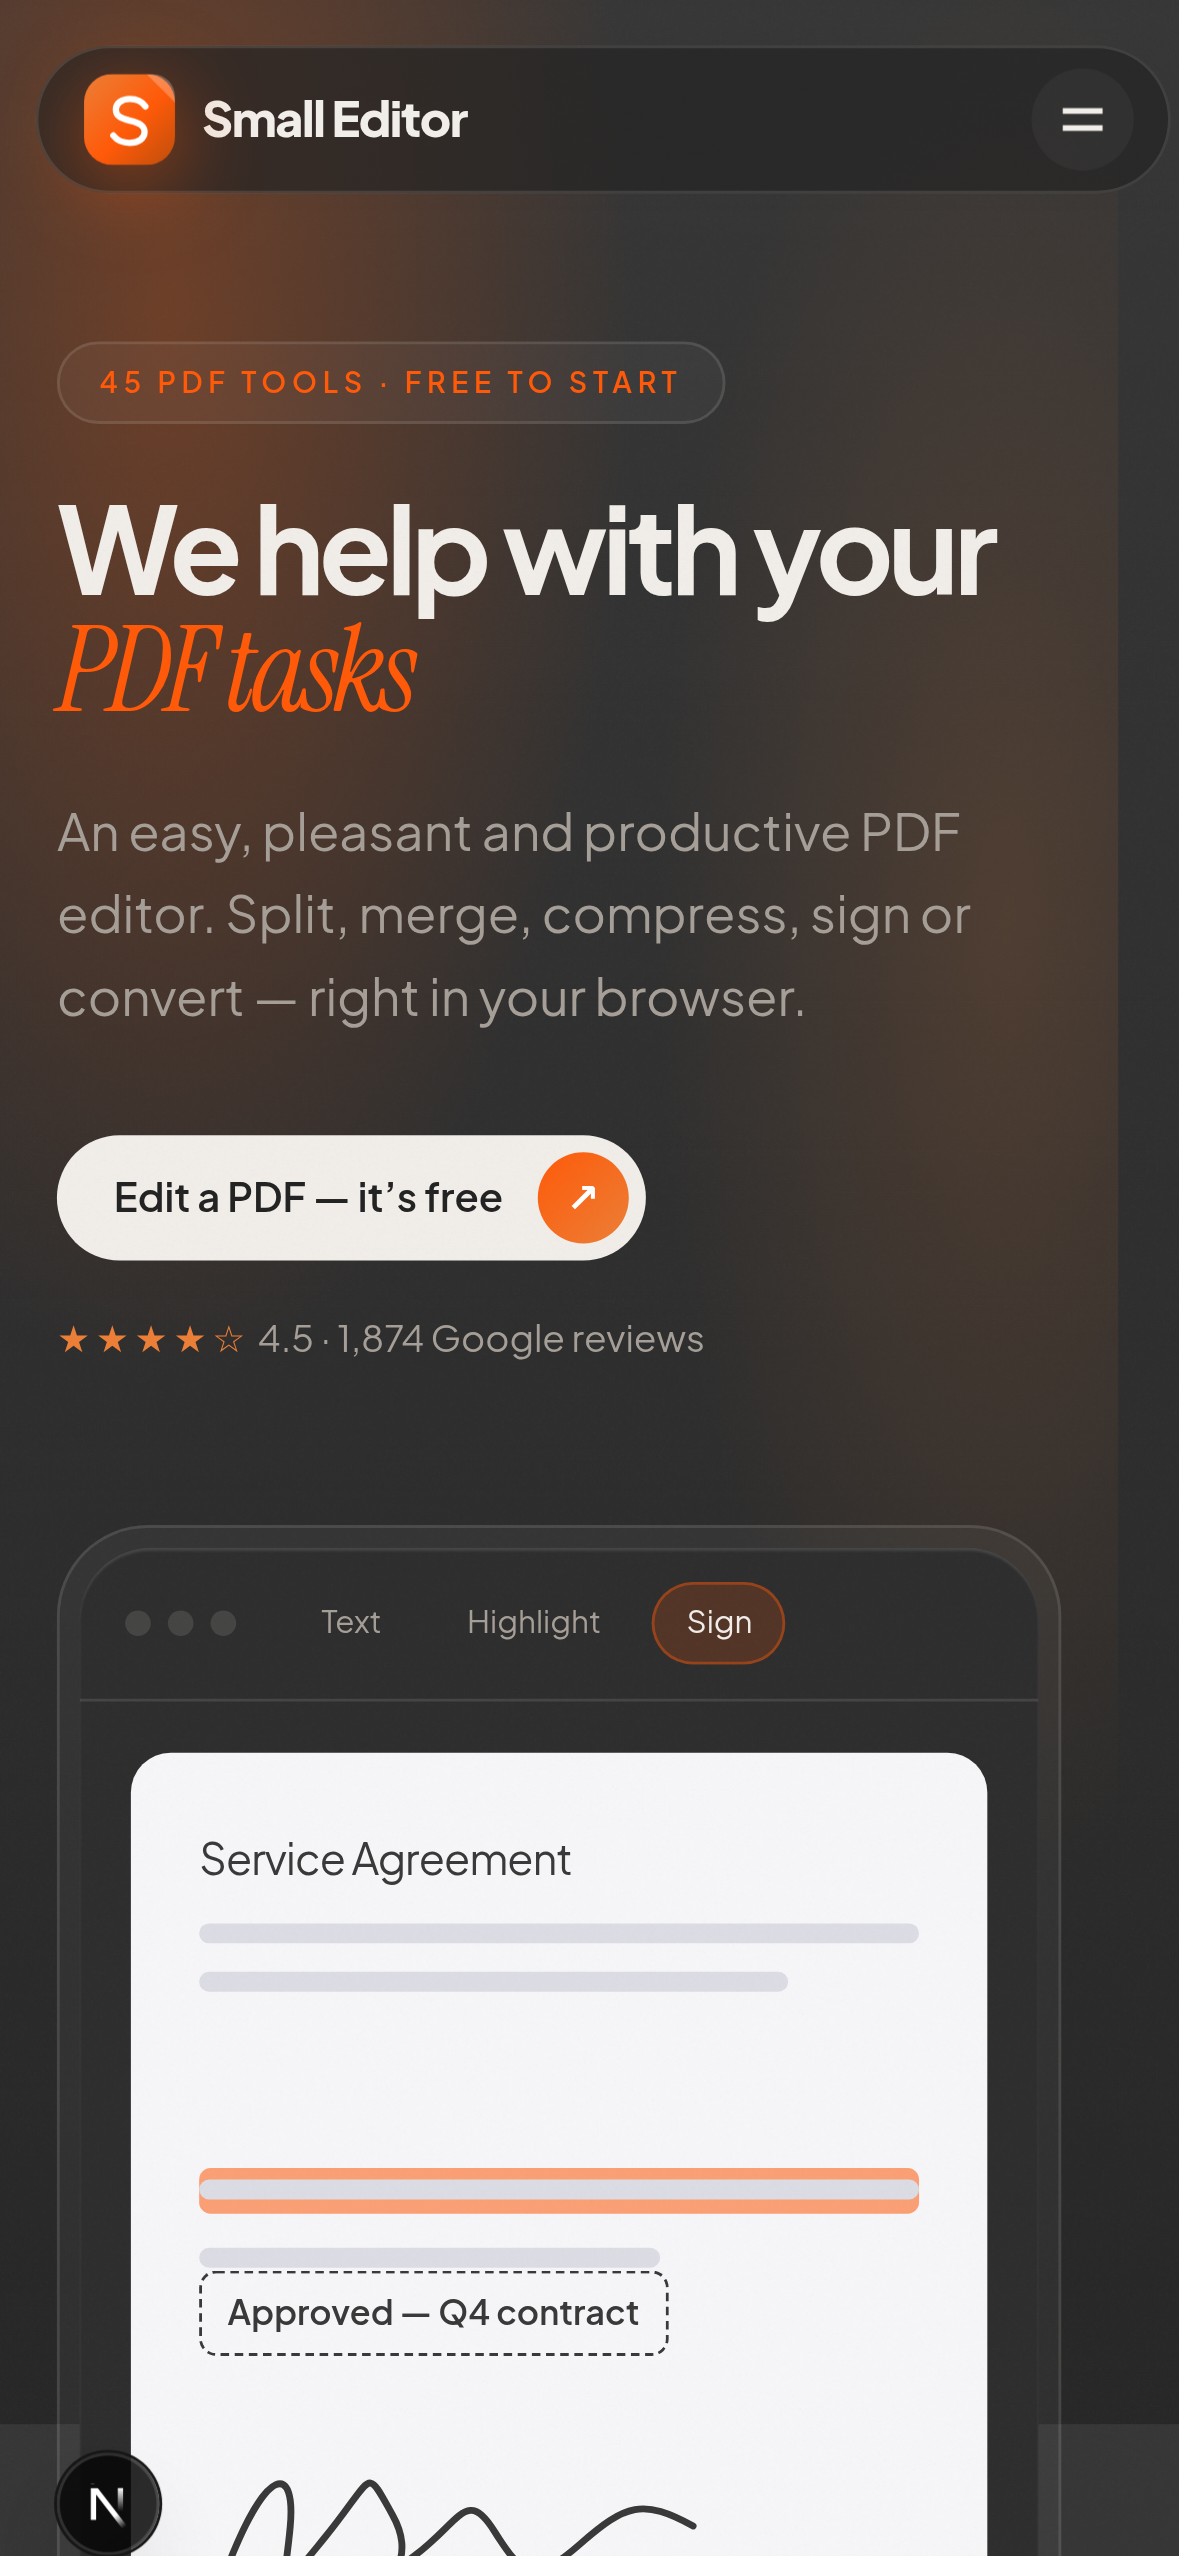 S
Small Editor
45 PDF TOOLS · FREE TO START
We help with your
PDF tasks
An easy, pleasant and productive PDF
editor. Split, merge, compress, sign or
convert — right in your browser.
Edit a PDF — it’s free ↗
★★★★☆ 4.5 · 1,874 Google reviews
Text Highlight Sign
Service Agreement
Approved — Q4 contract
N